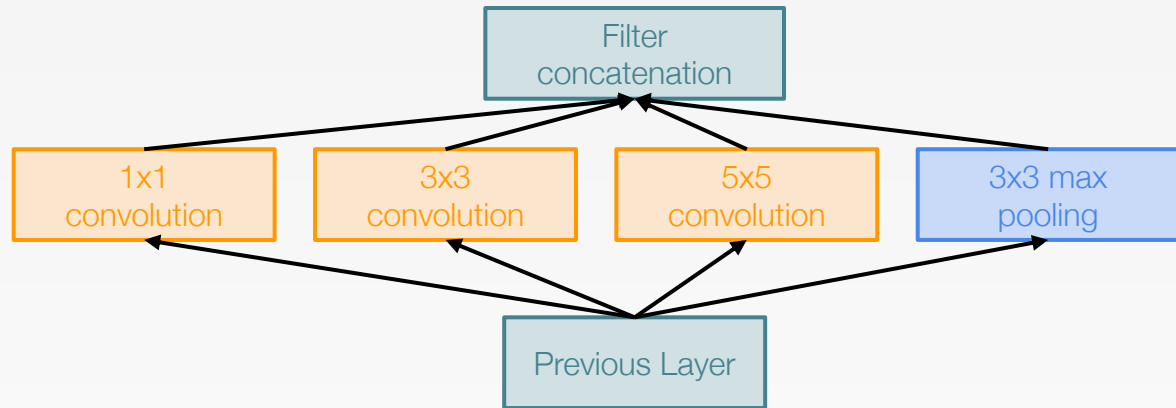 Filter
concatenation
1x1
convolution
3x3
convolution
5x5
convolution
3x3 max
pooling
Previous Layer